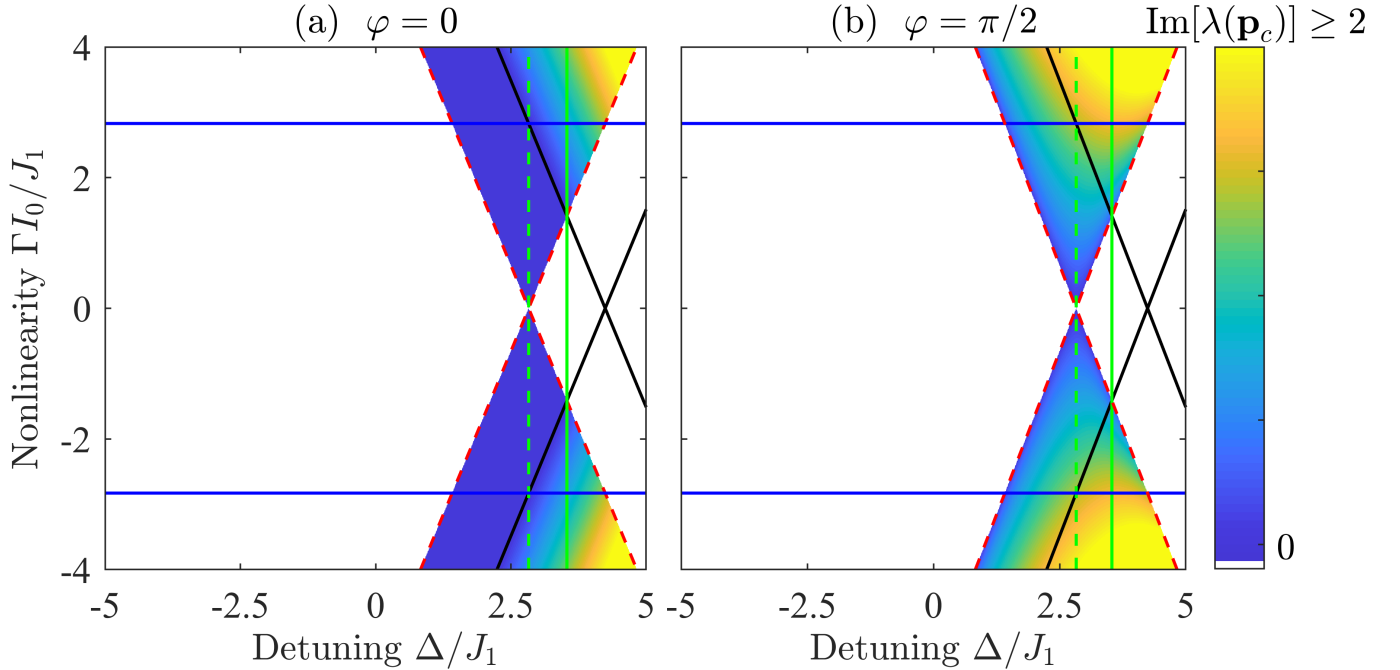 (a) φ = 0
(b) φ = π/2
Im[λ(p_c)] ≥ 2
Nonlinearity ΓI_0/J_1
4
2
0
-2
-4
0
-5 -2.5 0 2.5 5
-5 -2.5 0 2.5 5
Detuning Δ/J_1
Detuning Δ/J_1